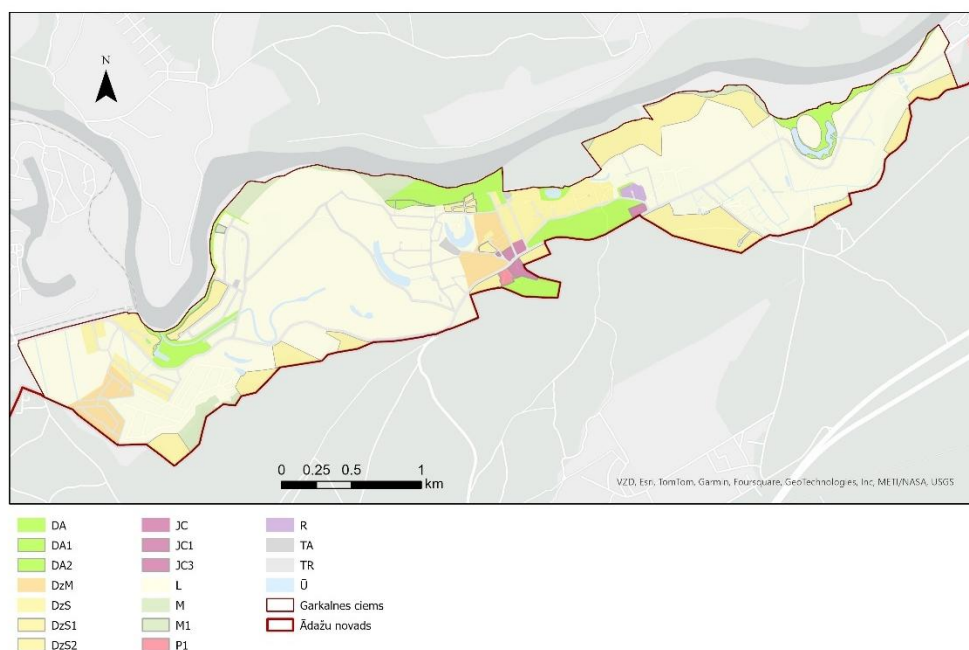 N
0 0.25 0.5 1
km
VZD, Esri, TomTom, Garmin, Foursquare, GeoTechnologies, Inc, METI/NASA, USGS
DA
DA1
DA2
DzM
DzS
DzS1
DzS2
JC
JC1
JC3
L
M
M1
P1
R
TA
TR
Ū
Garkalnes ciems
Ādažu novads